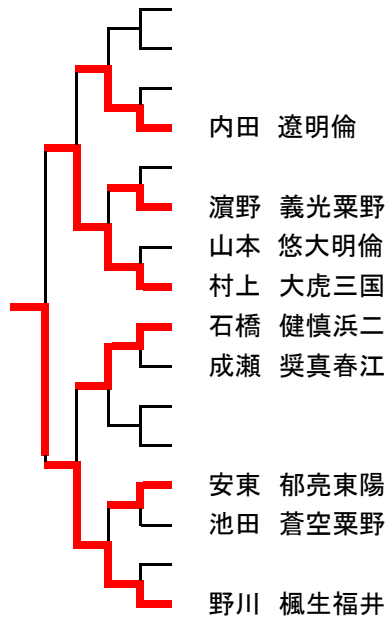 内田 遼明倫
濵野 義光粟野
山本 悠大明倫
村上 大虎三国
石橋 健慎浜二
成瀬 奨真春江
安東 郁亮東陽
池田 蒼空粟野
野川 楓生福井